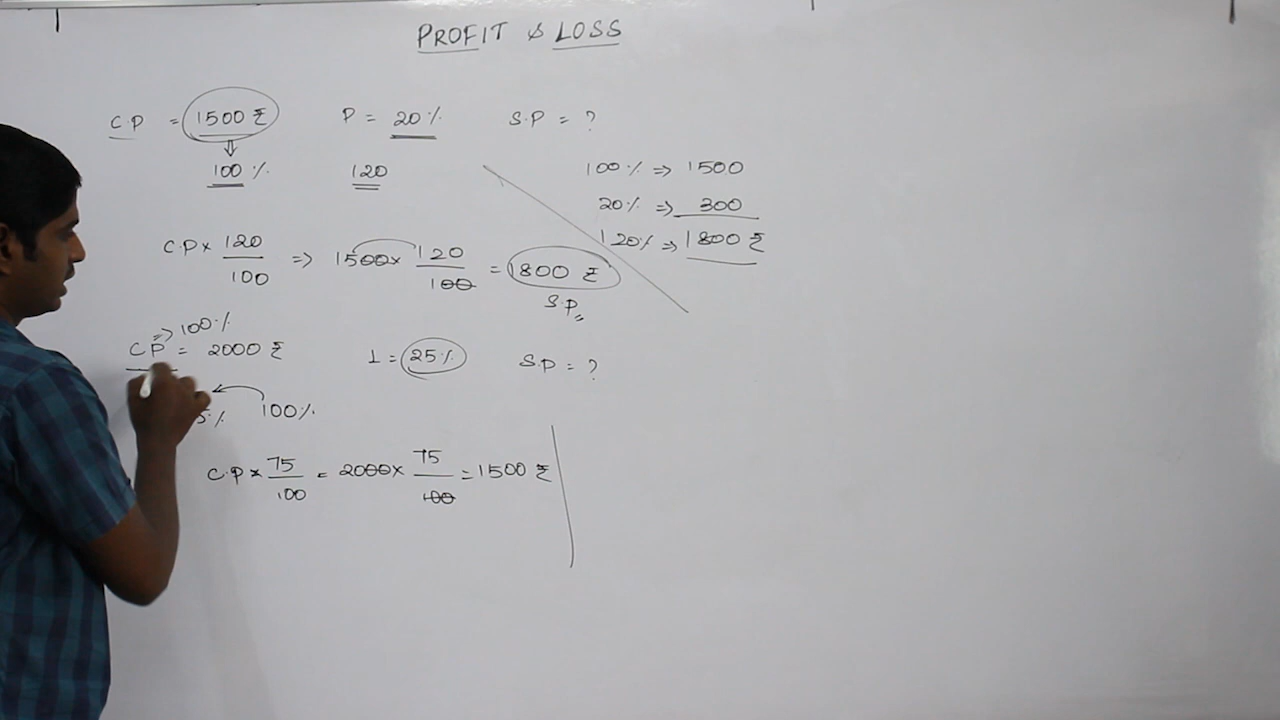 PROFIT & LOSS
C.P = 1500 ₹ P = 20% S.P = ?
⇓
100% 120
100% => 1500
20% => 300
120% => 1800 ₹
C.P × 120/100 => 1500 × 120/100 = 1800 ₹
S.P
=> 100%
CP = 2000 ₹ L = 25% S.P = ?
5% 100%
C.P × 75/100 = 2000 × 75/100 = 1500 ₹